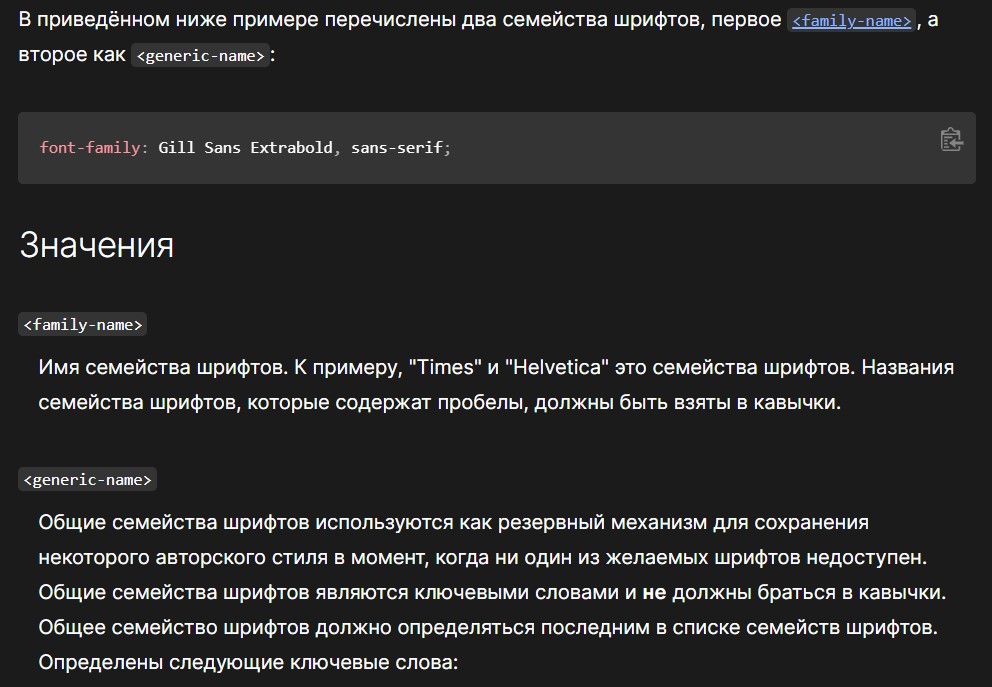 В приведённом ниже примере перечислены два семейства шрифтов, первое <family-name>, а
второе как <generic-name>:
font-family: Gill Sans Extrabold, sans-serif;
Значения
<family-name>
Имя семейства шрифтов. К примеру, "Times" и "Helvetica" это семейства шрифтов. Названия
семейства шрифтов, которые содержат пробелы, должны быть взяты в кавычки.
<generic-name>
Общие семейства шрифтов используются как резервный механизм для сохранения
некоторого авторского стиля в момент, когда ни один из желаемых шрифтов недоступен.
Общие семейства шрифтов являются ключевыми словами и не должны браться в кавычки.
Общее семейство шрифтов должно определяться последним в списке семейств шрифтов.
Определены следующие ключевые слова: